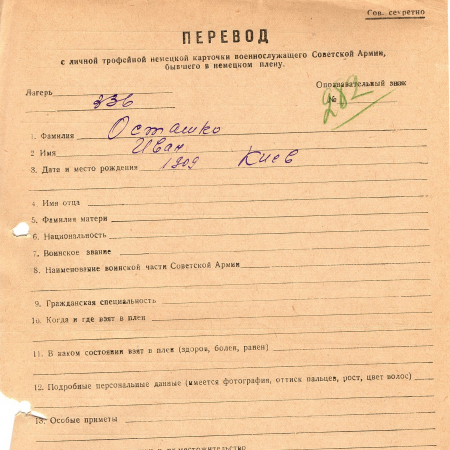 Сов. секретно
ПЕРЕВОД
с личной трофейной немецкой карточки военнослужащего Советской Армии,
бывшего в немецком плену.
Лагерь 336
Опознавательный знак
№ 282
1. Фамилия Осташко
2 Имя Иван
3. Дата и место рождения 1909 Киев
4. Имя отца
5. Фамилия матери
6. Национальность
7. Воинское звание
8. Наименование воинской части Советской Армии
9. Гражданская специальность
10. Когда и где взят в плен
11. В каком состоянии взят в плен (здоров, болен, ранен)
12. Подробные персональные данные (имеется фотография, оттиск пальцев, рост, цвет волос)
13. Особые приметы